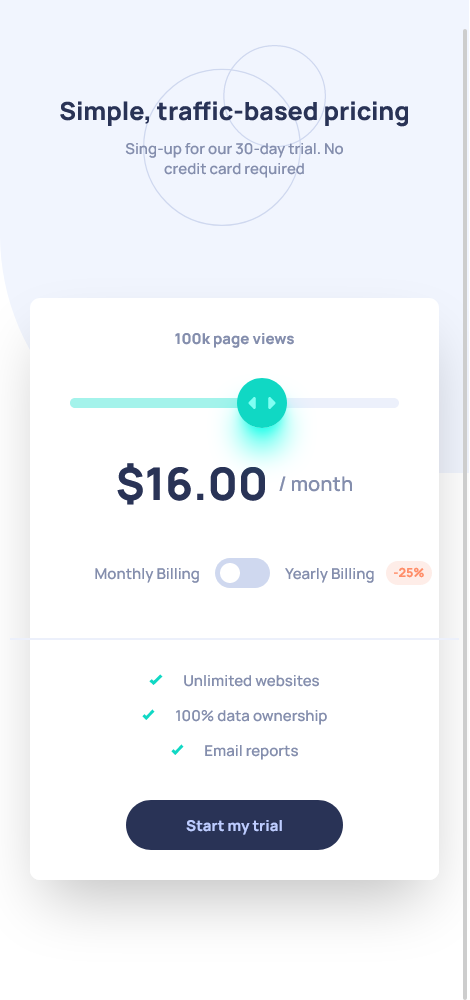 Simple, traffic-based pricing
Sing-up for our 30-day trial. No
credit card required
100k page views
$16.00 / month
Monthly Billing Yearly Billing -25%
Unlimited websites
100% data ownership
Email reports
Start my trial